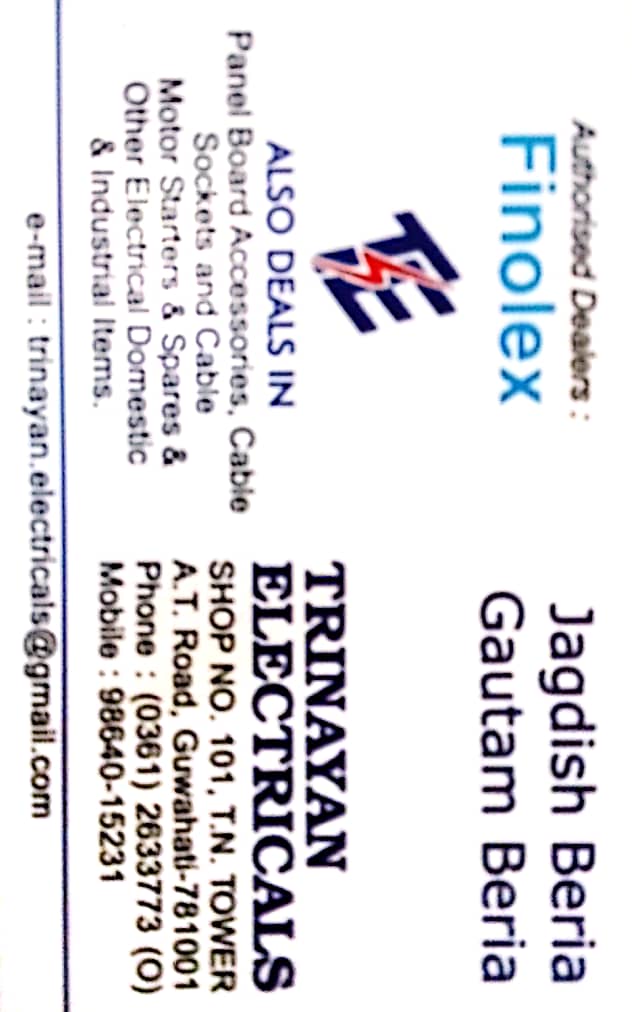 Authorised Dealers :
Finolex
TE
ALSO DEALS IN
Panel Board Accessories, Cable
Sockets and Cable
Motor Starters & Spares &
Other Electrical Domestic
& Industrial Items.
Jagdish Beria
Gautam Beria
TRINAYAN
ELECTRICALS
SHOP NO. 101, T.N. TOWER
A.T. Road, Guwahati-781001
Phone : (0361) 2633773 (O)
Mobile : 98640-15231
e-mail : trinayan.electricals@gmail.com